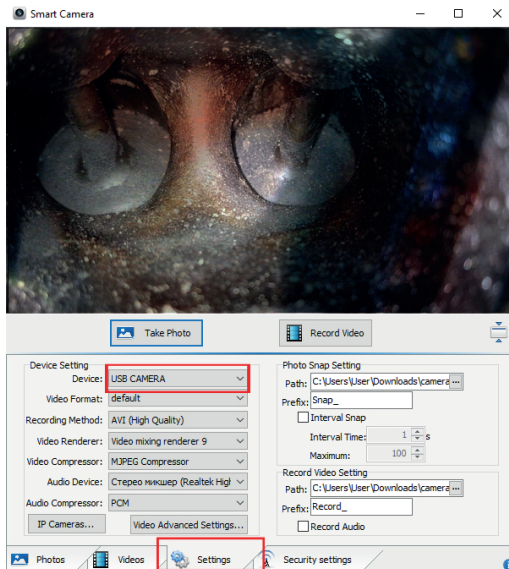 Smart Camera
Take Photo
Record Video
Device Setting
Device: USB CAMERA
Video Format: default
Recording Method: AVI (High Quality)
Video Renderer: Video mixing renderer 9
Video Compressor: MJPEG Compressor
Audio Device: Стерео микшер (Realtek Higł
Audio Compressor: PCM
IP Cameras...
Video Advanced Settings...
Photo Snap Setting
Path: C:\Users\User\Downloads\camera ...
Prefix: Snap_
Interval Snap
Interval Time: 1 s
Maximum: 100
Record Video Setting
Path: C:\Users\User\Downloads\camera ...
Prefix: Record_
Record Audio
Photos
Videos
Settings
Security settings